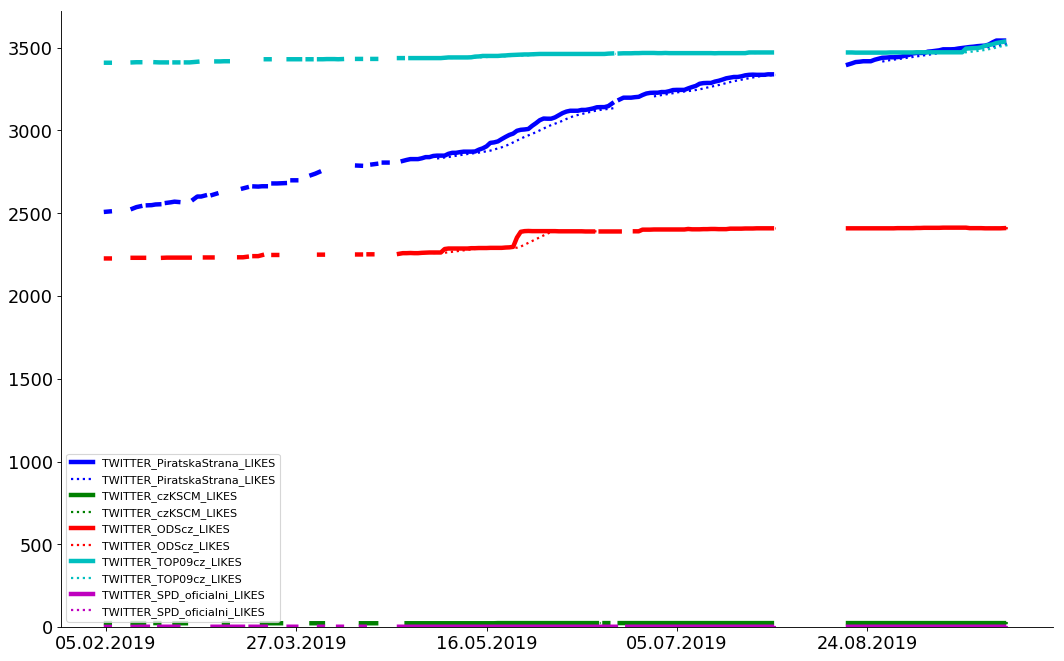 3500
3000
2500
2000
1500
1000
500
0
TWITTER_PiratskaStrana_LIKES
TWITTER_PiratskaStrana_LIKES
TWITTER_czKSCM_LIKES
TWITTER_czKSCM_LIKES
TWITTER_ODScz_LIKES
TWITTER_ODScz_LIKES
TWITTER_TOP09cz_LIKES
TWITTER_TOP09cz_LIKES
TWITTER_SPD_oficialni_LIKES
TWITTER_SPD_oficialni_LIKES
05.02.2019 27.03.2019 16.05.2019 05.07.2019 24.08.2019